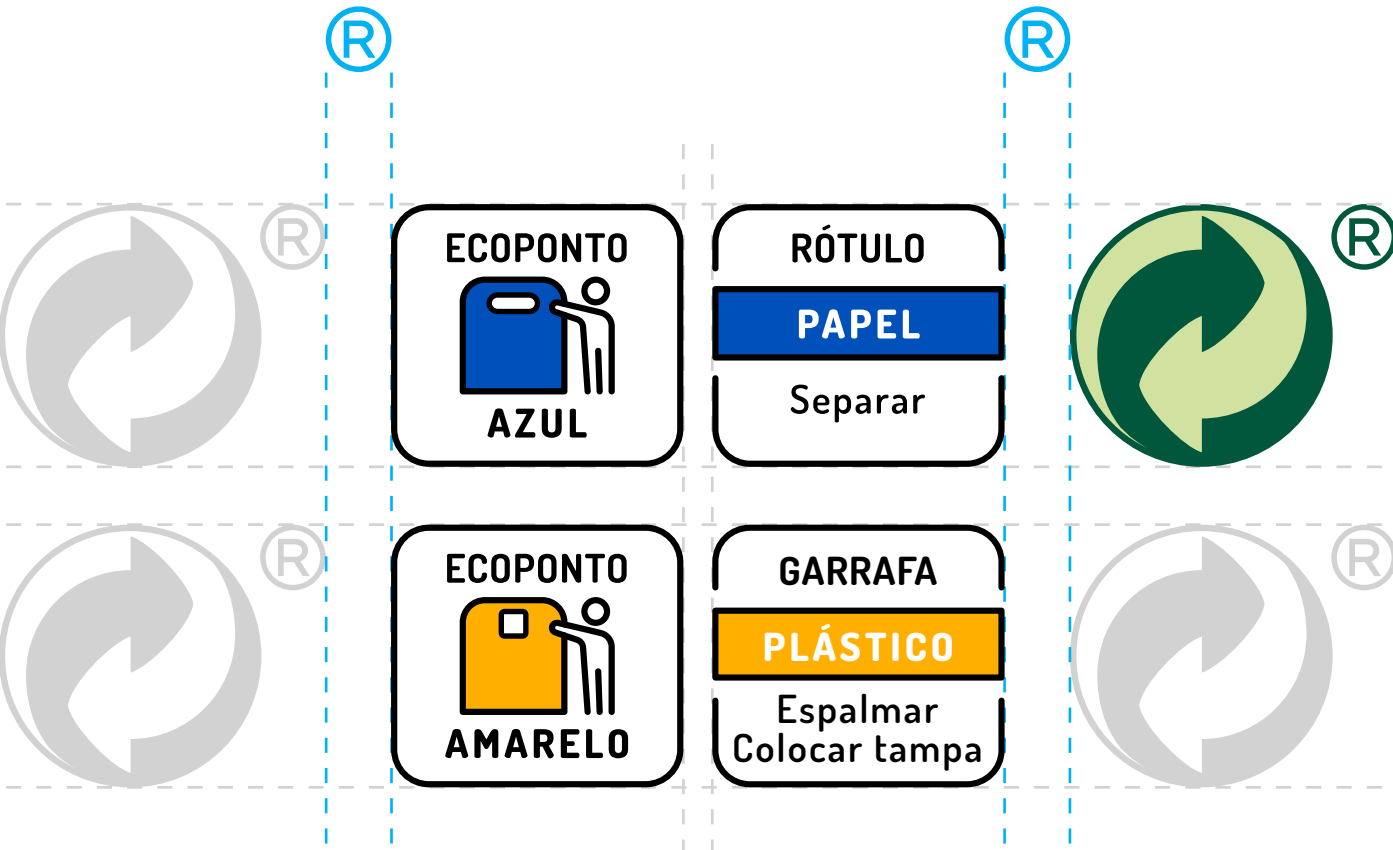 ® ®
® ®
ECOPONTO
AZUL
RÓTULO
PAPEL
Separar
® ®
ECOPONTO
AMARELO
GARRAFA
PLÁSTICO
Espalmar
Colocar tampa